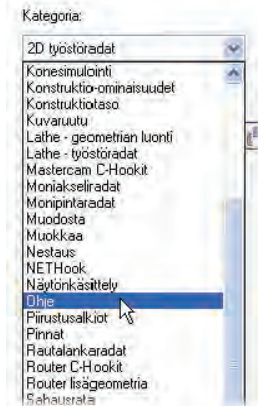 Kategoria:
2D työstöradat
Konesimulointi
Konstruktio-ominaisuudet
Konstruktiotaso
Kuvaruutu
Lathe - geometrian luonti
Lathe - työstöradat
Mastercam C-Hookit
Moniakseliradat
Monipintaradat
Muodosta
Muokkaa
Nestaus
NETHook
Näytönkäsittely
Ohje
Piirustusalkiot
Pinnat
Rautalankaradat
Router C-Hookit
Router lisägeometria
Sahausrata